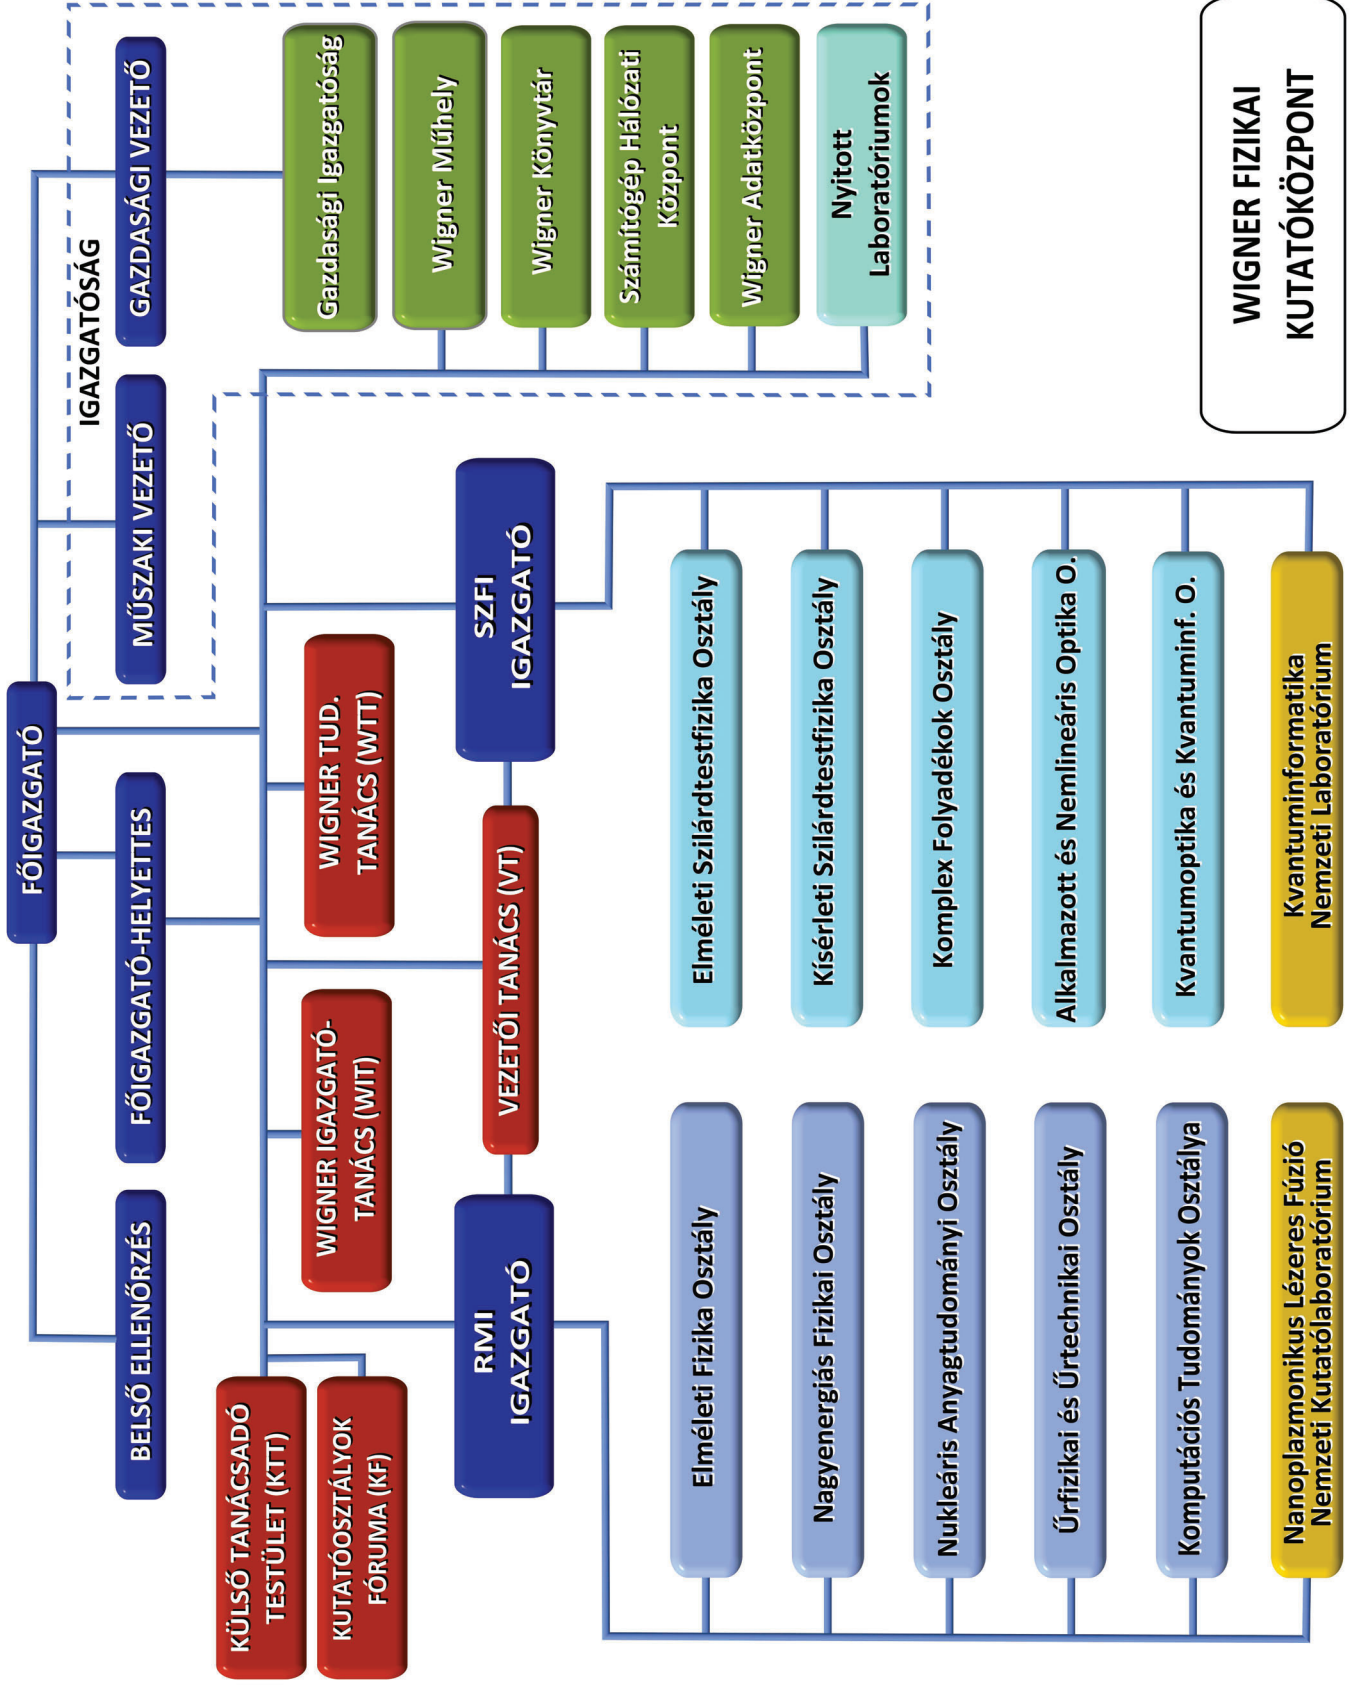 FŐIGAZGATÓ
IGAZGATÓSÁG
BELSŐ ELLENŐRZÉS
FŐIGAZGATÓ-HELYETTES
MŰSZAKI VEZETŐ
GAZDASÁGI VEZETŐ
KÜLSŐ TANÁCSADÓ
TESTÜLET (KTT)
KUTATÓOSZTÁLYOK
FÓRUMA (KF)
WIGNER IGAZGATÓ-
TANÁCS (WIT)
WIGNER TUD.
TANÁCS (WTT)
RMI
IGAZGATÓ
VEZETŐI TANÁCS (VT)
SZFI
IGAZGATÓ
Gazdasági Igazgatóság
Wigner Műhely
Wigner Könyvtár
Számítógép Hálózati
Központ
Wigner Adatközpont
Nyitott
Laboratóriumok
Elméleti Fizika Osztály
Nagyenergiás Fizikai Osztály
Nukleáris Anyagtudományi Osztály
Űrfizikai és Űrtechnikai Osztály
Komputációs Tudományok Osztálya
Nanoplazmonikus Lézeres Fúzió
Nemzeti Kutatólaboratórium
Elméleti Szilárdtestfizika Osztály
Kísérleti Szilárdtestfizika Osztály
Komplex Folyadékok Osztály
Alkalmazott és Nemlineáris Optika O.
Kvantumoptika és Kvantuminf. O.
Kvantuminformatika
Nemzeti Laboratórium
WIGNER FIZIKAI
KUTATÓKÖZPONT